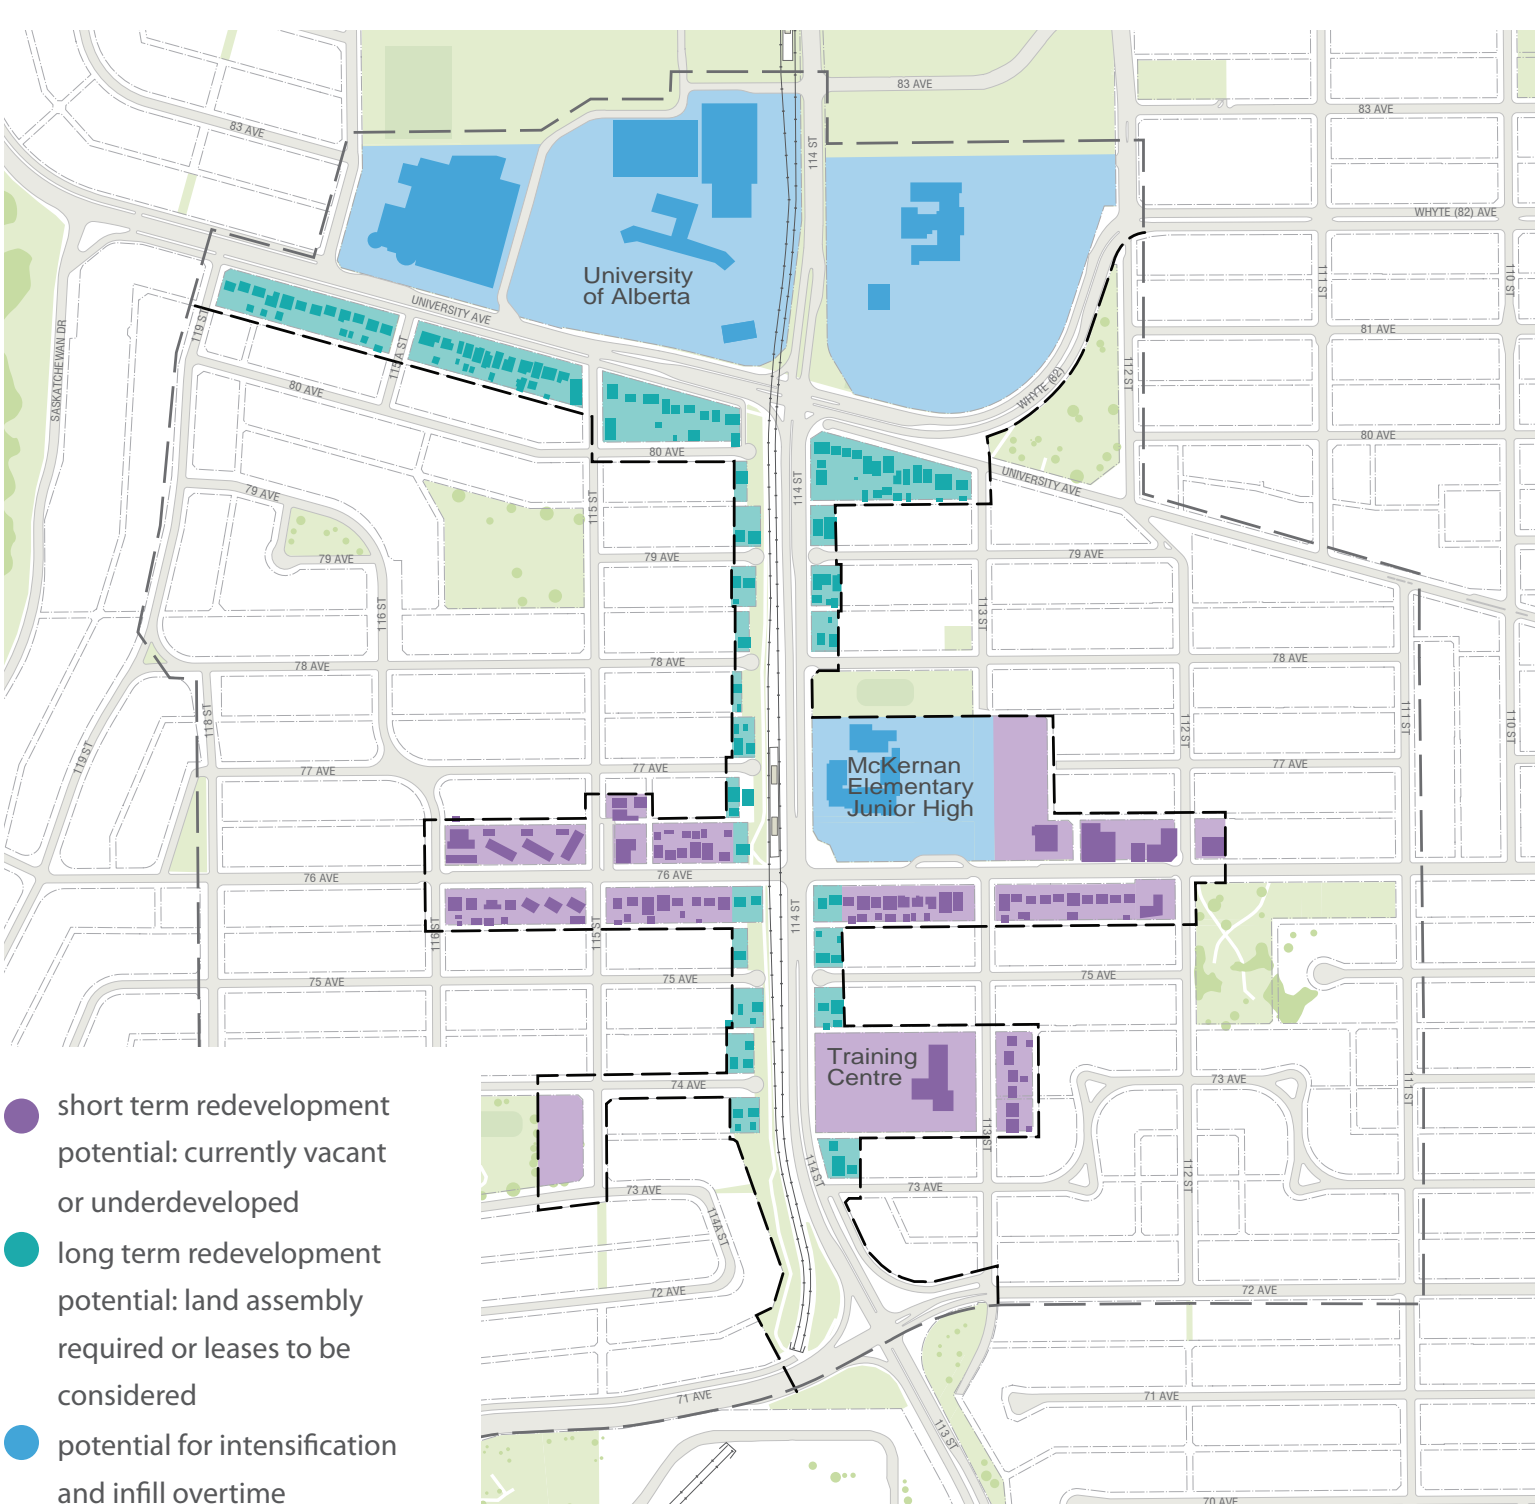 83 AVE
83 AVE
83 AVE
114 ST
WHYTE (82) AVE
University
of Alberta
UNIVERSITY AVE
119 ST
115 A ST
SASKATCHEWAN DR
111 ST
110 ST
81 AVE
112 ST
WHYTE (82)
80 AVE
80 AVE
80 AVE
UNIVERSITY AVE
114 ST
79 AVE
115 ST
79 AVE
79 AVE
79 AVE
116 ST
113 ST
78 AVE
78 AVE
78 AVE
118 ST
119 ST
112 ST
111 ST
110 ST
77 AVE
77 AVE
77 AVE
McKernan
Elementary
Junior High
76 AVE
76 AVE
116 ST
115 ST
114 ST
75 AVE
75 AVE
75 AVE
Training
Centre
74 AVE
73 AVE
111 ST
113 ST
114 ST
112 ST
73 AVE
73 AVE
114A ST
72 AVE
72 AVE
71 AVE
71 AVE
113 ST
70 AVE
short term redevelopment
potential: currently vacant
or underdeveloped
long term redevelopment
potential: land assembly
required or leases to be
considered
potential for intensification
and infill overtime